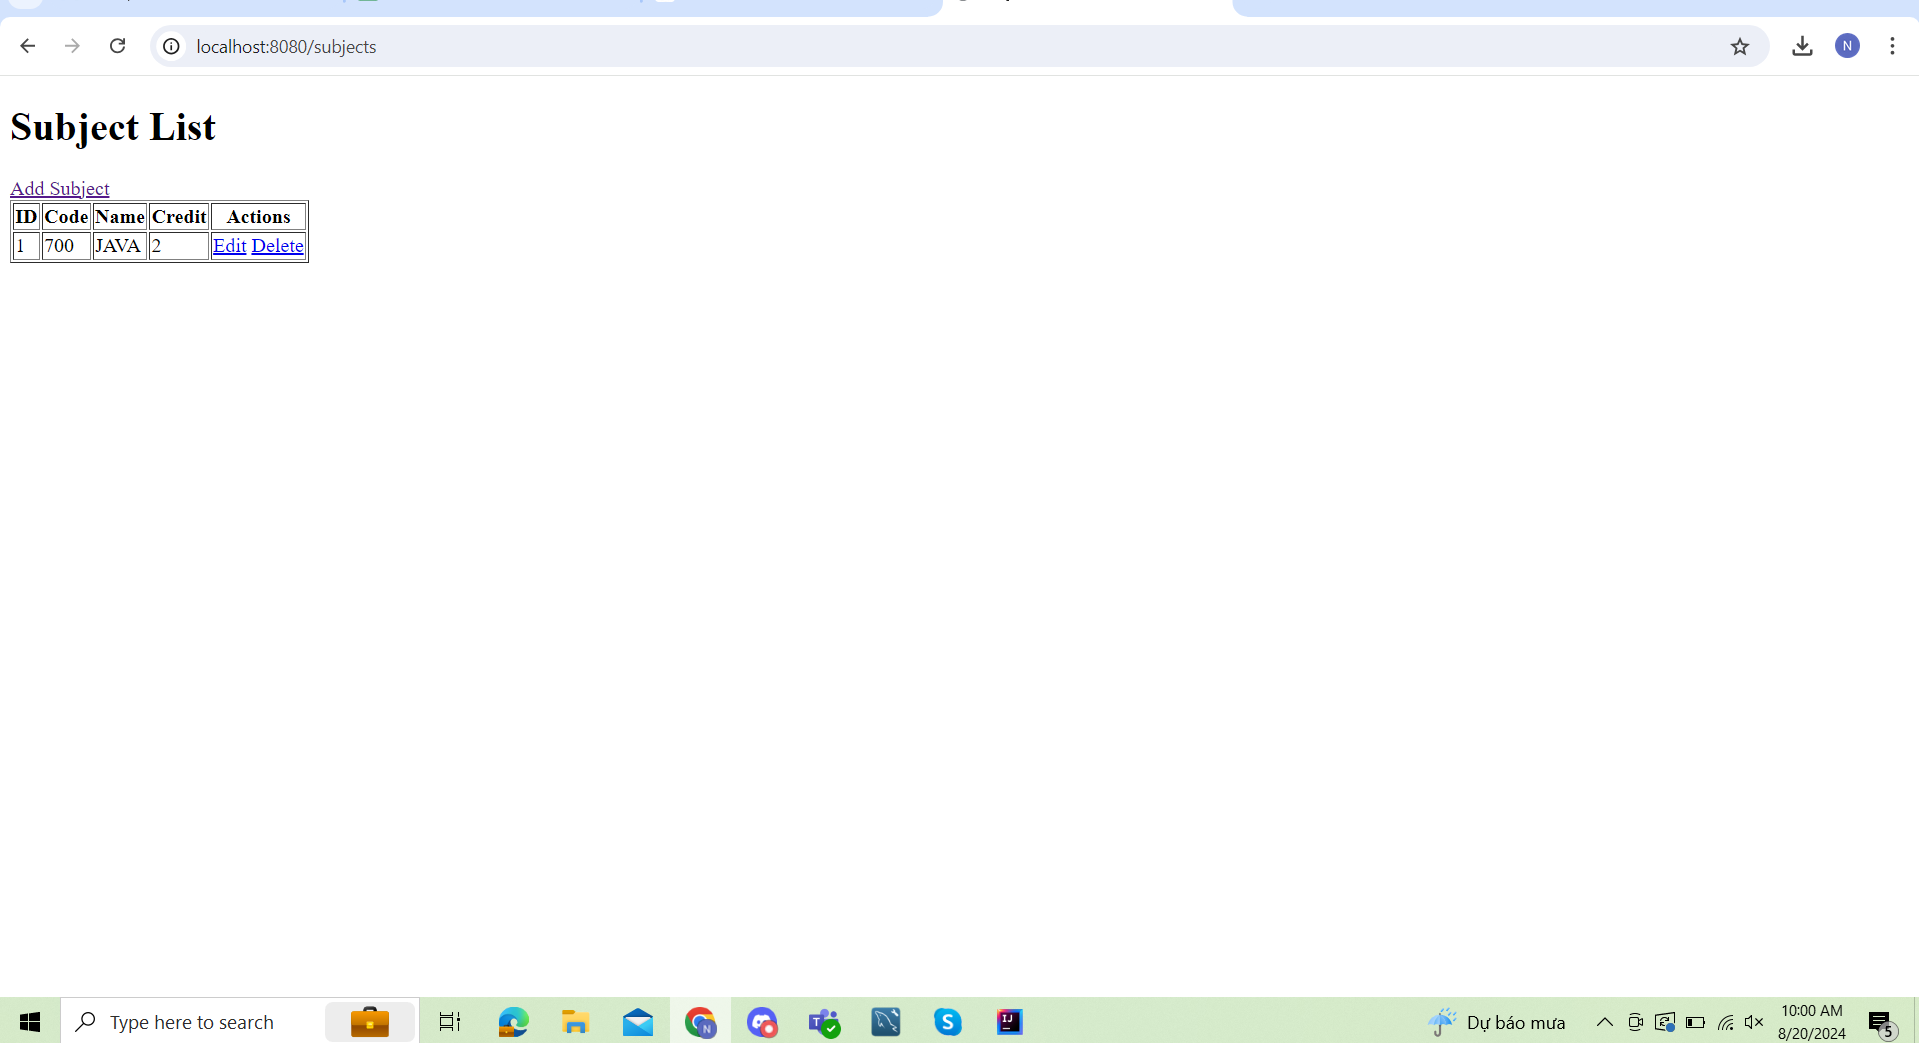 localhost:8080/subjects
N
Subject List
Add Subject
ID Code Name Credit Actions
1 700 JAVA 2 Edit Delete
Type here to search
N
T
S
IJ
Dự báo mưa
10:00 AM
8/20/2024
5